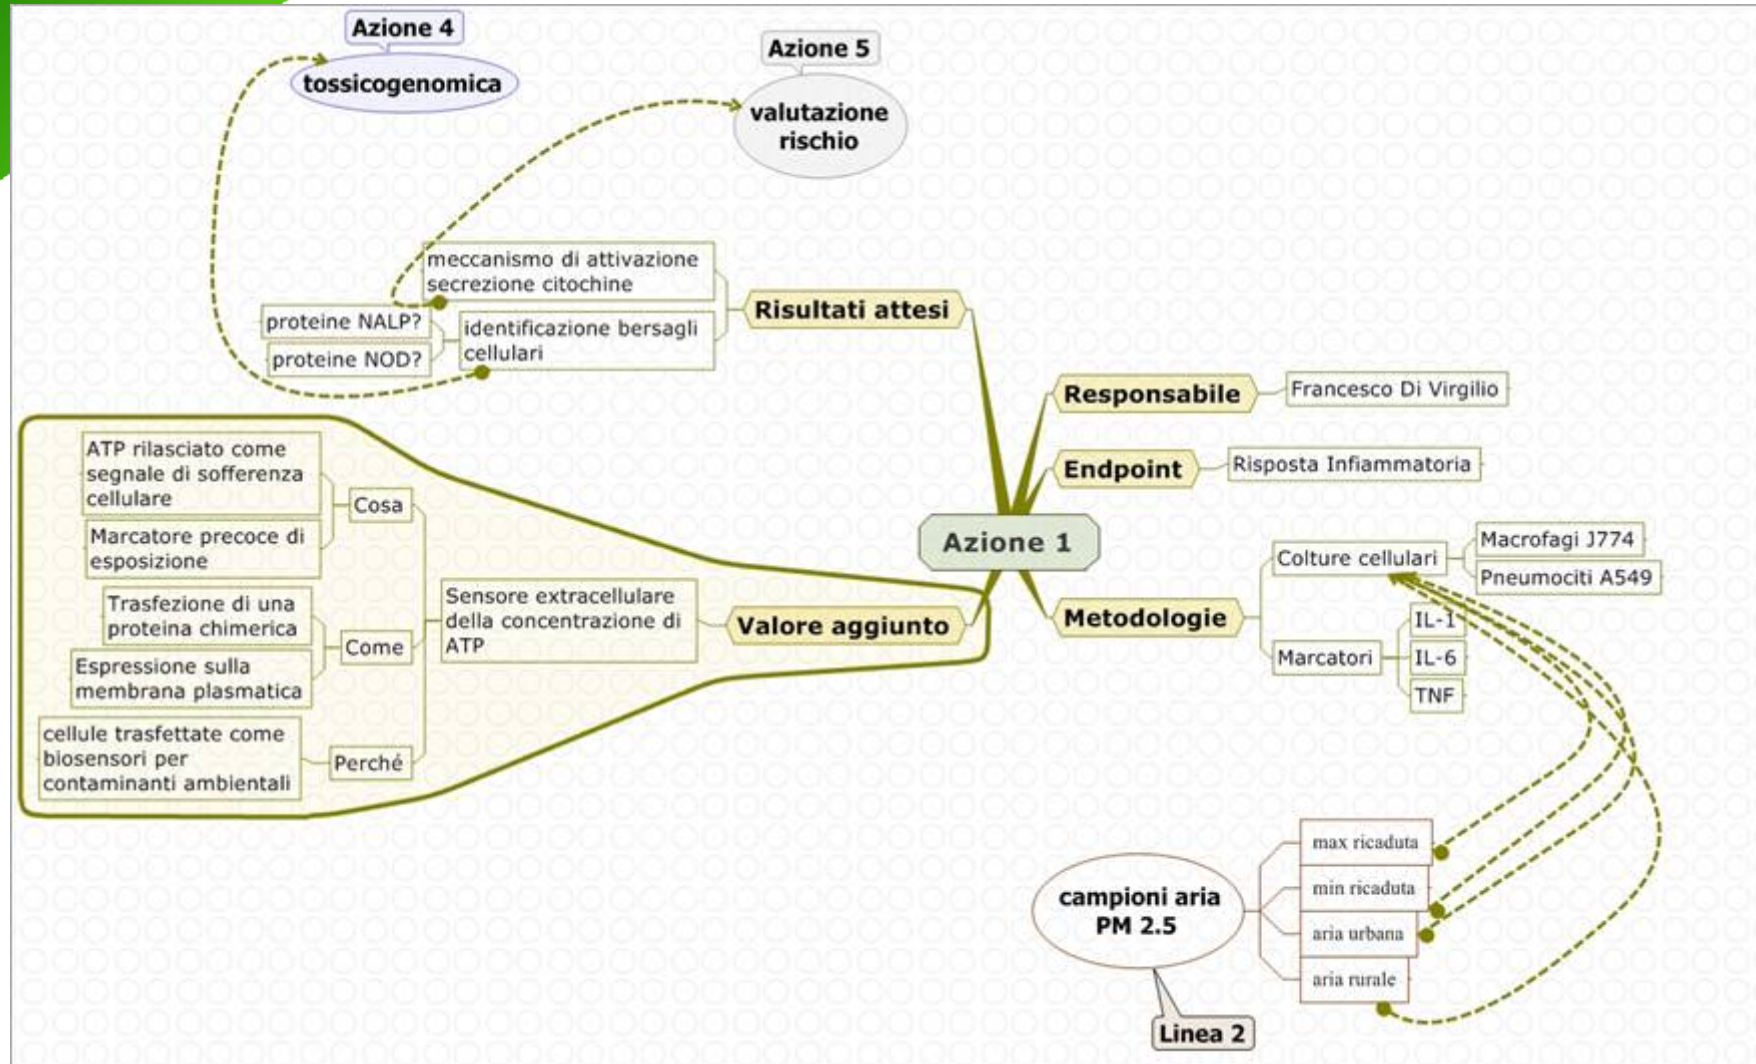 Azione 4
tossicogenomica
Azione 5
valutazione
rischio
meccanismo di attivazione
secrezione citochine
identificazione bersagli
cellulari
proteine NALP?
proteine NOD?
Risultati attesi
Responsabile
Francesco Di Virgilio
Endpoint
Risposta Infiammatoria
Azione 1
Metodologie
Colture cellulari
Macrofagi J774
Pneumociti A549
Marcatori
IL-1
IL-6
TNF
Valore aggiunto
Sensore extracellulare
della concentrazione di
ATP
Cosa
ATP rilasciato come
segnale di sofferenza
cellulare
Marcatore precoce di
esposizione
Come
Trasfezione di una
proteina chimerica
Espressione sulla
membrana plasmatica
Perché
cellule trasfettate come
biosensori per
contaminanti ambientali
campioni aria
PM 2.5
max ricaduta
min ricaduta
aria urbana
aria rurale
Linea 2